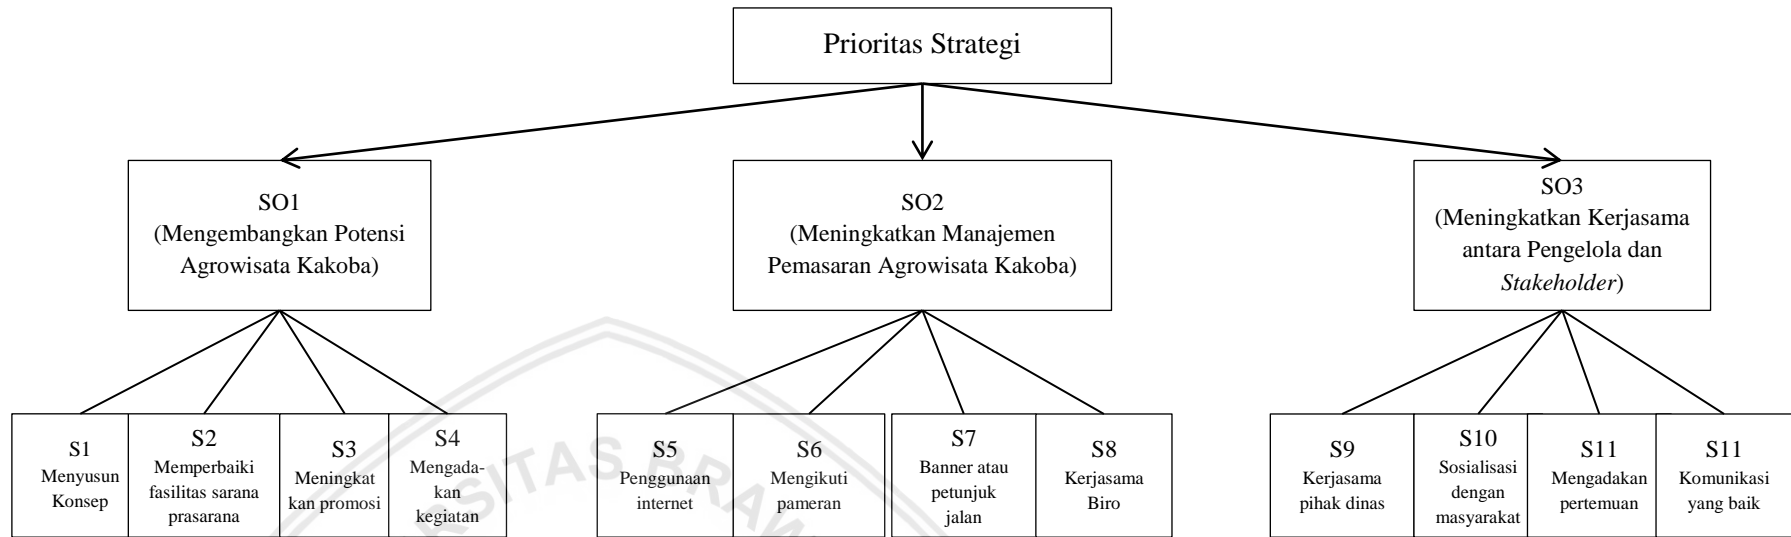 Prioritas Strategi
SO1
(Mengembangkan Potensi
Agrowisata Kakoba)
SO2
(Meningkatkan Manajemen
Pemasaran Agrowisata Kakoba)
SO3
(Meningkatkan Kerjasama
antara Pengelola dan
Stakeholder)
S1
Menyusun
Konsep
S2
Memperbaiki
fasilitas sarana
prasarana
S3
Meningkat
kan promosi
S4
Mengada-
kan
kegiatan
S5
Penggunaan
internet
S6
Mengikuti
pameran
S7
Banner atau
petunjuk
jalan
S8
Kerjasama
Biro
S9
Kerjasama
pihak dinas
S10
Sosialisasi
dengan
masyarakat
S11
Mengadakan
pertemuan
S11
Komunikasi
yang baik